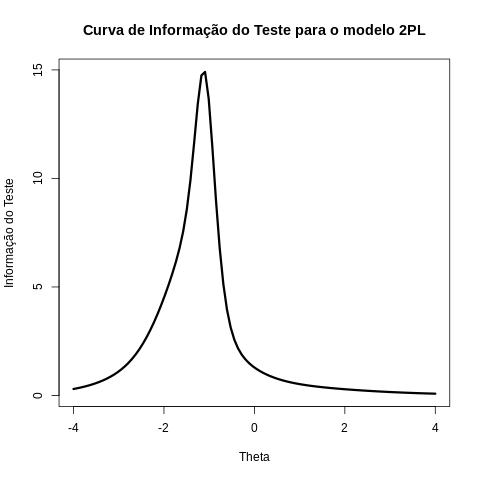 Curva de Informação do Teste para o modelo 2PL
Informação do Teste
15
10
5
0
-4 -2 0 2 4
Theta